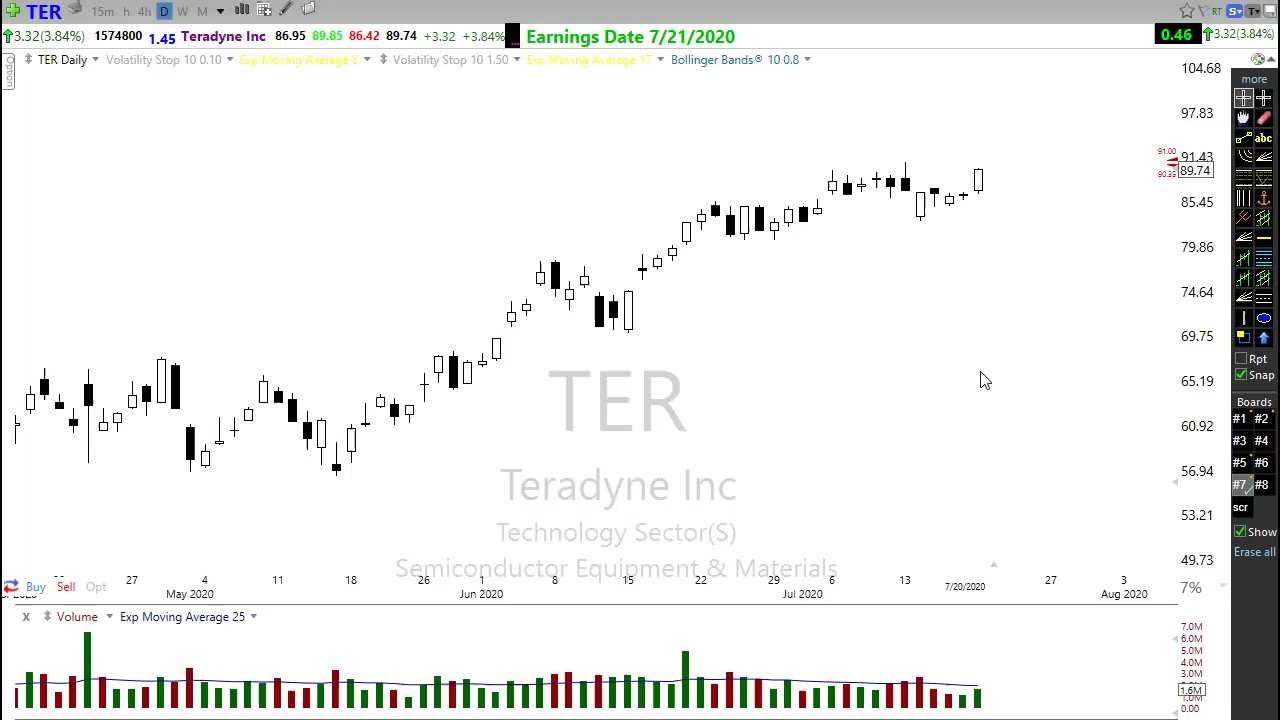 TER 15m h 4h D W M RT S T
3.32(3.84%) 1574800 1.45 Teradyne Inc 86.95 89.85 86.42 89.74 +3.32 +3.84% Earnings Date 7/21/2020 0.46 3.32(3.84%)
Option TER Daily Volatility Stop 10 0.10 Exp Moving Average 8 Volatility Stop 10 1.50 Exp Moving Average 17 Bollinger Bands® 10 0.8
104.68
more
97.83
abc
91.00
91.43
89.74
90.35
85.45
79.86
74.64
69.75
Rpt
Snap
65.19
Boards
#1 #2
60.92
#3 #4
#5 #6
56.94
#7 #8
scr
53.21
Show
Erase all
49.73
TER
Teradyne Inc
Technology Sector(S)
Semiconductor Equipment & Materials
27 4 11 18 26 1 8 15 22 29 6 13 7/20/2020 27 3
Buy Sell Opt 7%
May 2020 Jun 2020 Jul 2020 Aug 2020
X Volume Exp Moving Average 25
7.0M
6.0M
5.0M
4.0M
3.0M
1.6M
1.0M
0.00